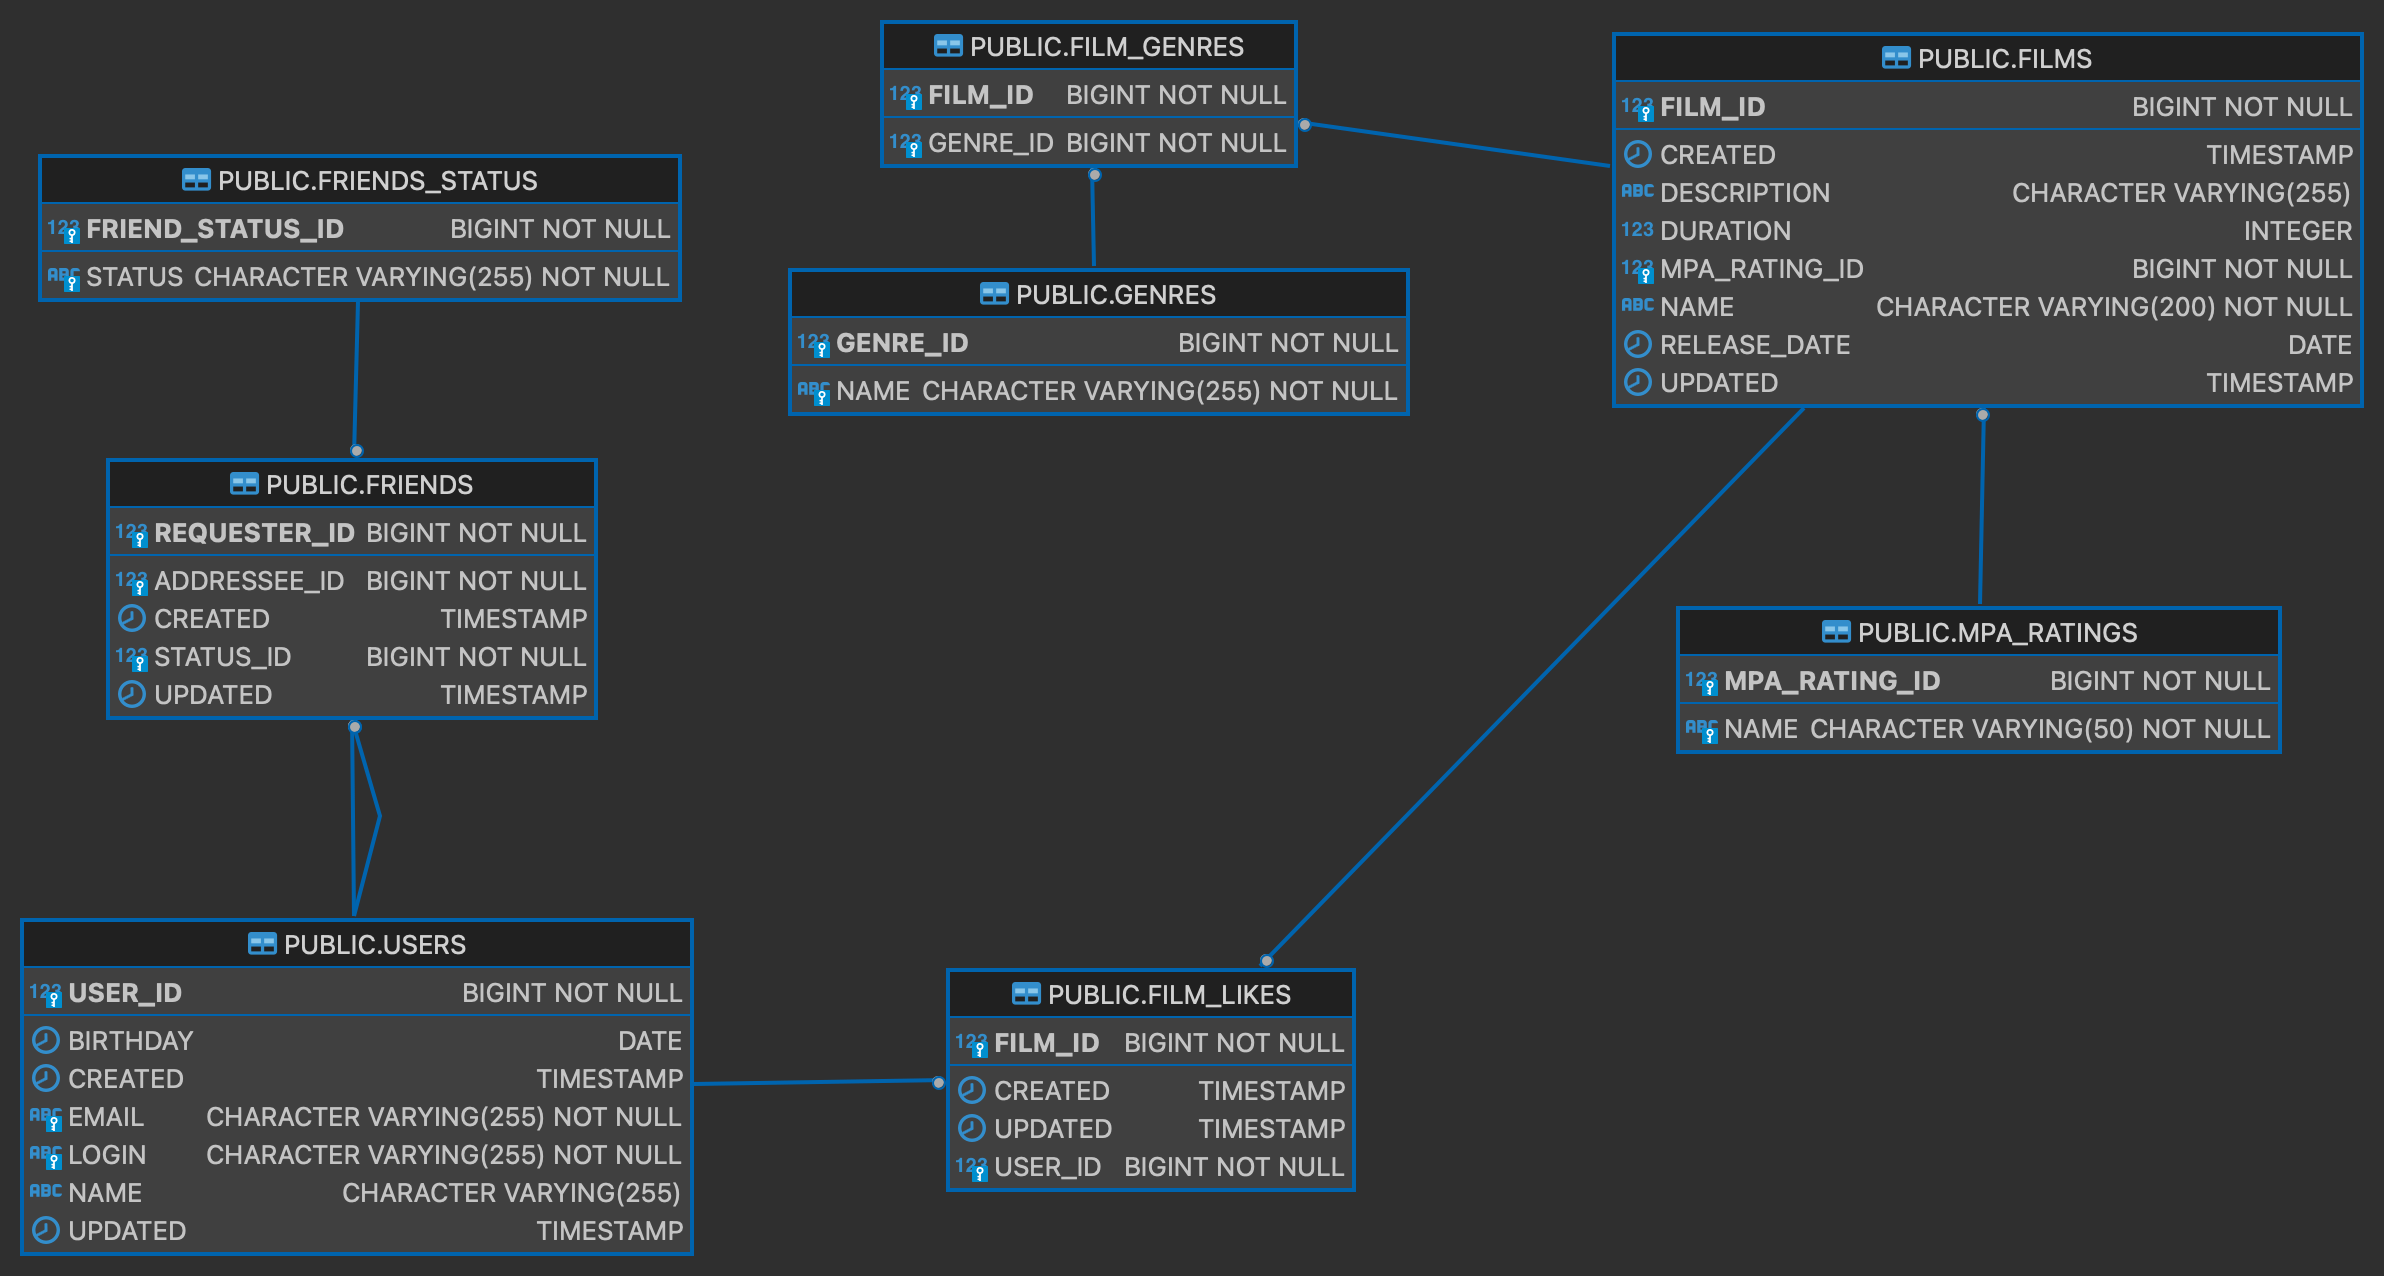 PUBLIC.FILM_GENRES
123 FILM_ID BIGINT NOT NULL
123 GENRE_ID BIGINT NOT NULL
PUBLIC.FILMS
123 FILM_ID BIGINT NOT NULL
CREATED TIMESTAMP
ABC DESCRIPTION CHARACTER VARYING(255)
123 DURATION INTEGER
123 MPA_RATING_ID BIGINT NOT NULL
ABC NAME CHARACTER VARYING(200) NOT NULL
RELEASE_DATE DATE
UPDATED TIMESTAMP
PUBLIC.FRIENDS_STATUS
123 FRIEND_STATUS_ID BIGINT NOT NULL
ABC STATUS CHARACTER VARYING(255) NOT NULL
PUBLIC.GENRES
123 GENRE_ID BIGINT NOT NULL
ABC NAME CHARACTER VARYING(255) NOT NULL
PUBLIC.FRIENDS
123 REQUESTER_ID BIGINT NOT NULL
123 ADDRESSEE_ID BIGINT NOT NULL
CREATED TIMESTAMP
123 STATUS_ID BIGINT NOT NULL
UPDATED TIMESTAMP
PUBLIC.MPA_RATINGS
123 MPA_RATING_ID BIGINT NOT NULL
ABC NAME CHARACTER VARYING(50) NOT NULL
PUBLIC.USERS
123 USER_ID BIGINT NOT NULL
BIRTHDAY DATE
CREATED TIMESTAMP
ABC EMAIL CHARACTER VARYING(255) NOT NULL
ABC LOGIN CHARACTER VARYING(255) NOT NULL
ABC NAME CHARACTER VARYING(255)
UPDATED TIMESTAMP
PUBLIC.FILM_LIKES
123 FILM_ID BIGINT NOT NULL
CREATED TIMESTAMP
UPDATED TIMESTAMP
123 USER_ID BIGINT NOT NULL